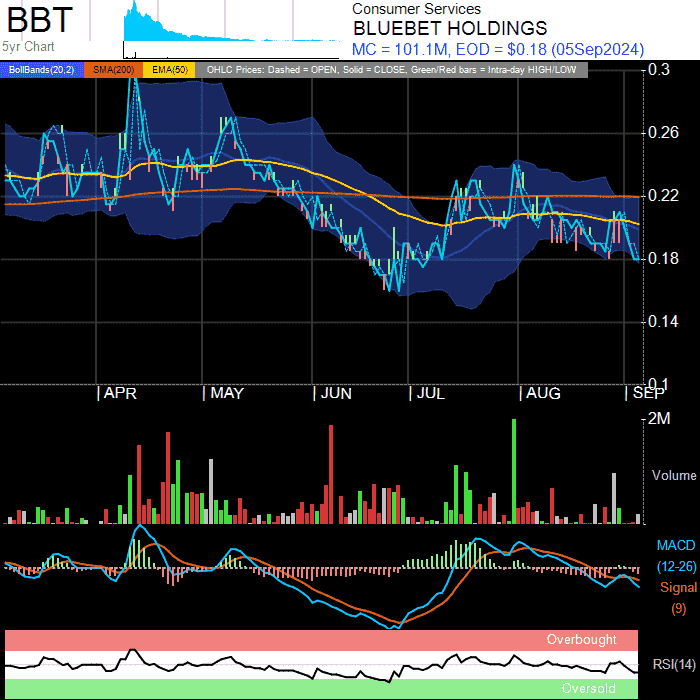 BBT
5yr Chart
Consumer Services
BLUEBET HOLDINGS
MC = 101.1M, EOD = $0.18 (05Sep2024)
BollBands(20,2) SMA(200) EMA(50) OHLC Prices: Dashed = OPEN, Solid = CLOSE, Green/Red bars = Intra-day HIGH/LOW
0.3
0.26
0.22
0.18
0.14
0.1
APR MAY JUN JUL AUG SEP
2M
Volume
MACD
(12-26)
Signal
(9)
Overbought
RSI(14)
Oversold